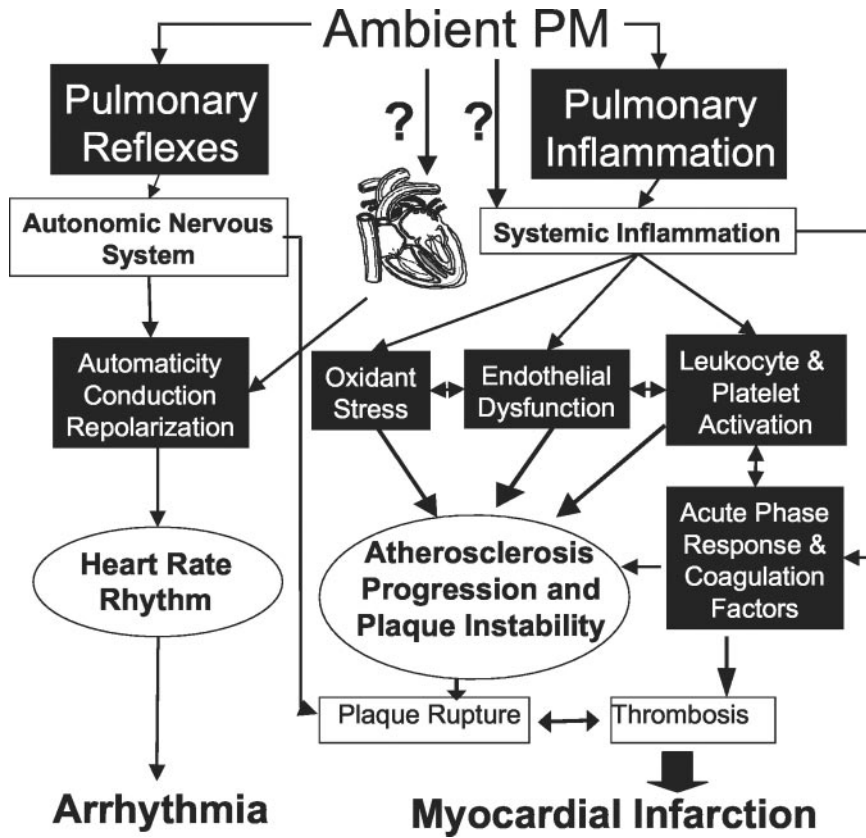 Ambient PM
Pulmonary
Reflexes
?
?
Pulmonary
Inflammation
Autonomic Nervous
System
Systemic Inflammation
Automaticity
Conduction
Repolarization
Oxidant
Stress
Endothelial
Dysfunction
Leukocyte &
Platelet
Activation
Heart Rate
Rhythm
Atherosclerosis
Progression and
Plaque Instability
Acute Phase
Response &
Coagulation
Factors
Plaque Rupture
Thrombosis
Arrhythmia
Myocardial Infarction